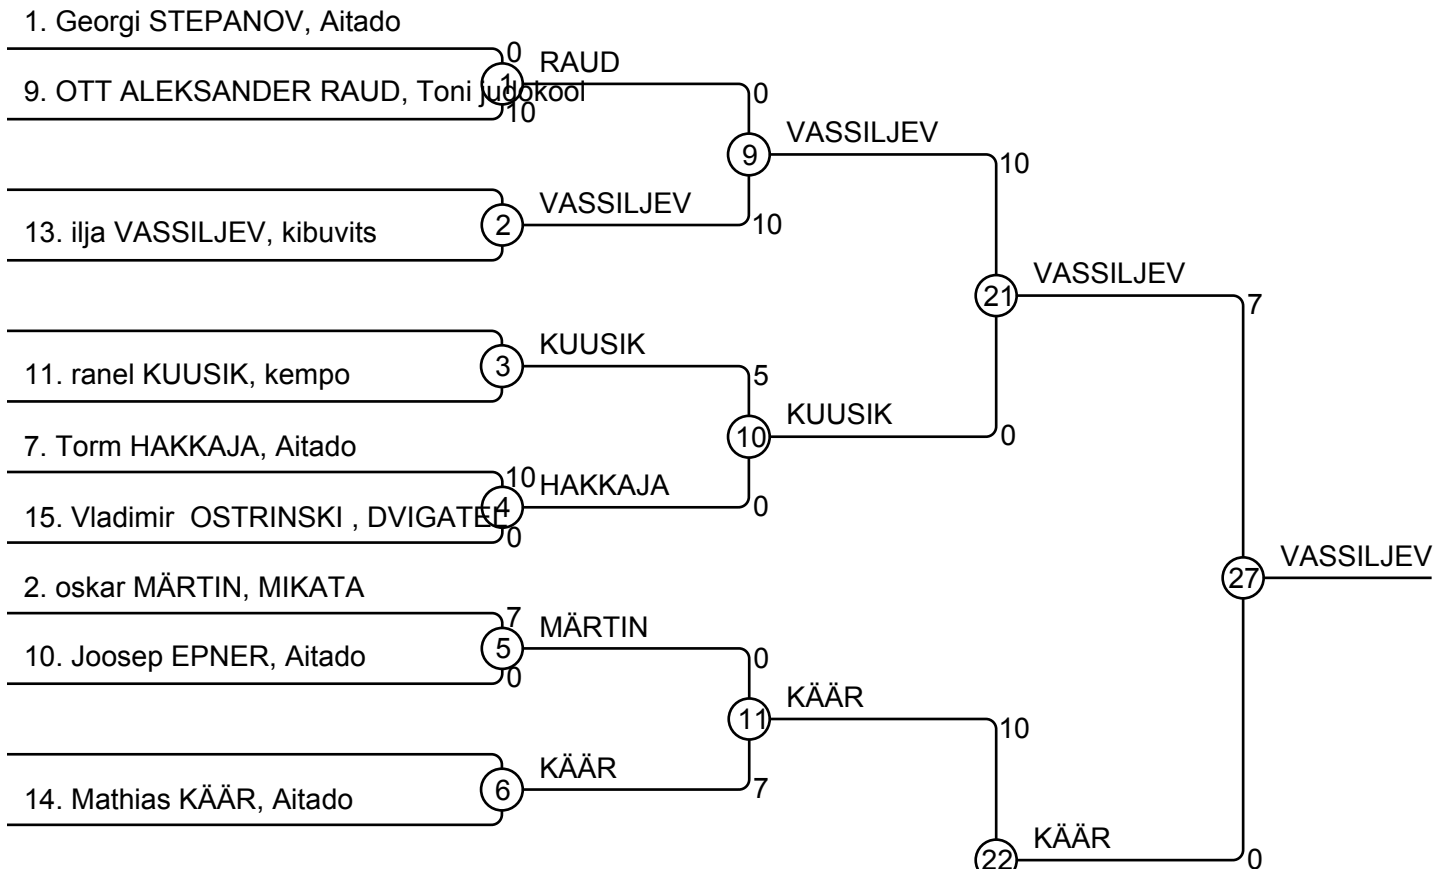 1. Georgi STEPANOV, Aitado
0
RAUD
1
9. OTT ALEKSANDER RAUD, Toni judokool
10
0
VASSILJEV
9
10
VASSILJEV
2
13. ilja VASSILJEV, kibuvits
10
VASSILJEV
21
7
KUUSIK
3
11. ranel KUUSIK, kempo
5
KUUSIK
10
0
7. Torm HAKKAJA, Aitado
10
HAKKAJA
4
0
15. Vladimir  OSTRINSKI , DVIGATEL
0
VASSILJEV
27
2. oskar MÄRTIN, MIKATA
7
MÄRTIN
5
0
10. Joosep EPNER, Aitado
0
KÄÄR
11
10
KÄÄR
6
7
14. Mathias KÄÄR, Aitado
KÄÄR
22
0